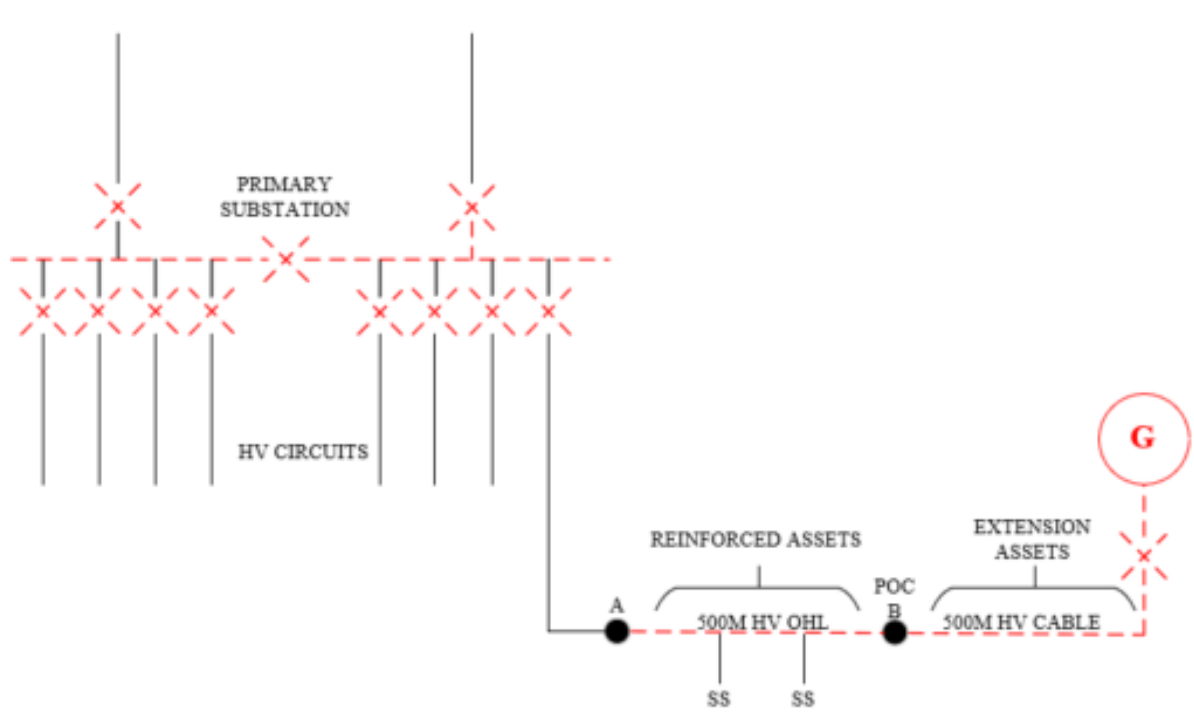 PRIMARY
SUBSTATION
HV CIRCUITS
G
REINFORCED ASSETS
EXTENSION
ASSETS
POC
A
B
500M HV OHL
500M HV CABLE
SS
SS